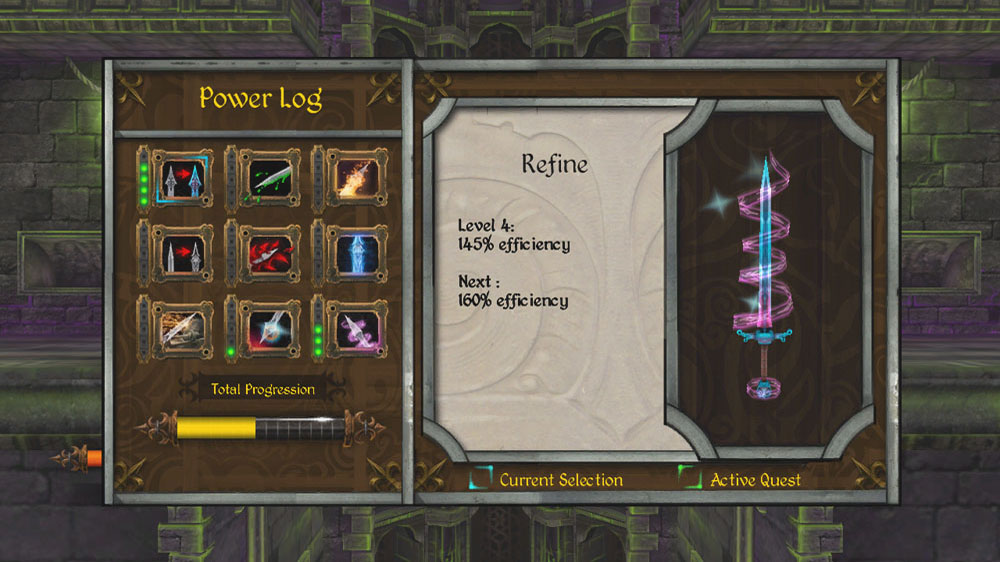 Power Log
Total Progression
Refine
Level 4:
145% efficiency
Next :
160% efficiency
Current Selection
Active Quest